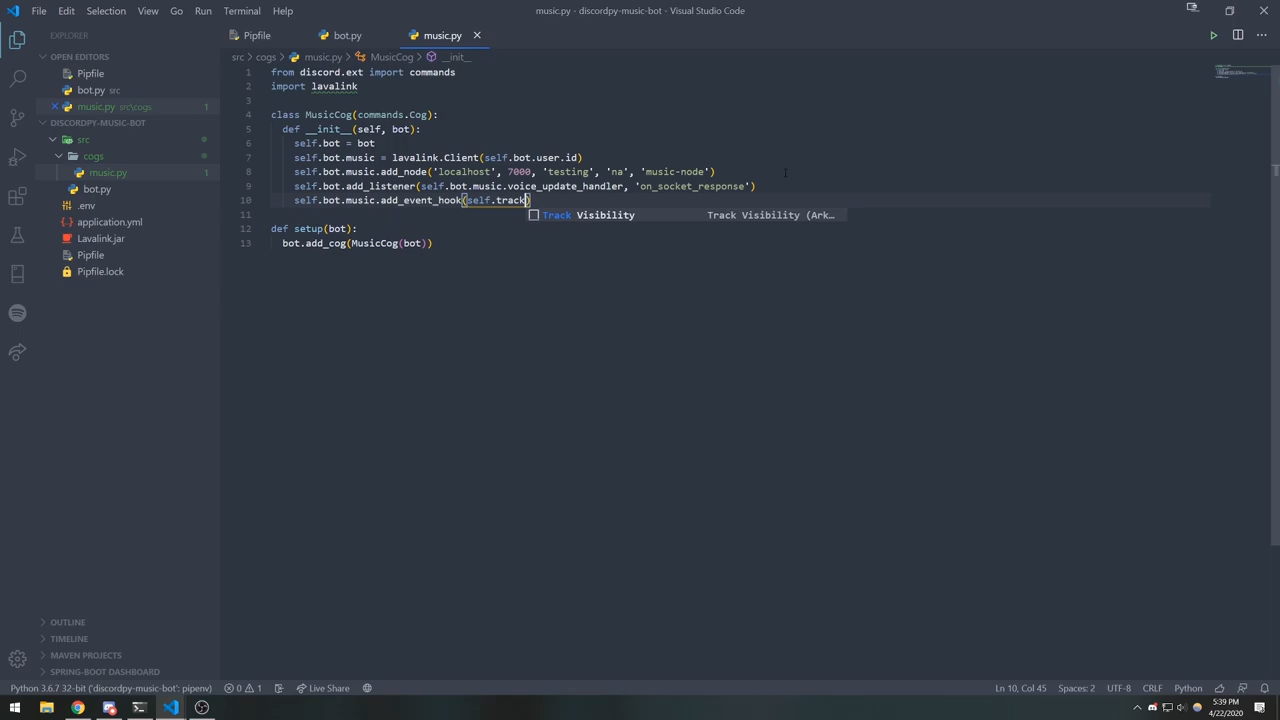 File Edit Selection View Go Run Terminal Help
music.py - discordpy-music-bot - Visual Studio Code
EXPLORER
Pipfile
bot.py
music.py
OPEN EDITORS
Pipfile
bot.py src
music.py src\cogs 1
DISCORDPY-MUSIC-BOT
src
cogs
music.py 1
bot.py
.env
application.yml
Lavalink.jar
Pipfile
Pipfile.lock
OUTLINE
TIMELINE
MAVEN PROJECTS
SPRING-BOOT DASHBOARD
src > cogs > music.py > MusicCog > __init__
1 from discord.ext import commands
2 import lavalink
3
4 class MusicCog(commands.Cog):
5 def __init__(self, bot):
6 self.bot = bot
7 self.bot.music = lavalink.Client(self.bot.user.id)
8 self.bot.music.add_node('localhost', 7000, 'testing', 'na', 'music-node')
9 self.bot.add_listener(self.bot.music.voice_update_handler, 'on_socket_response')
10 self.bot.music.add_event_hook(self.track)
Track Visibility Track Visibility (Ark…
11
12 def setup(bot):
13 bot.add_cog(MusicCog(bot))
Python 3.6.7 32-bit ('discordpy-music-bot': pipenv) 0 1 Live Share
Ln 10, Col 45 Spaces: 2 UTF-8 CRLF Python
5:39 PM
4/22/2020